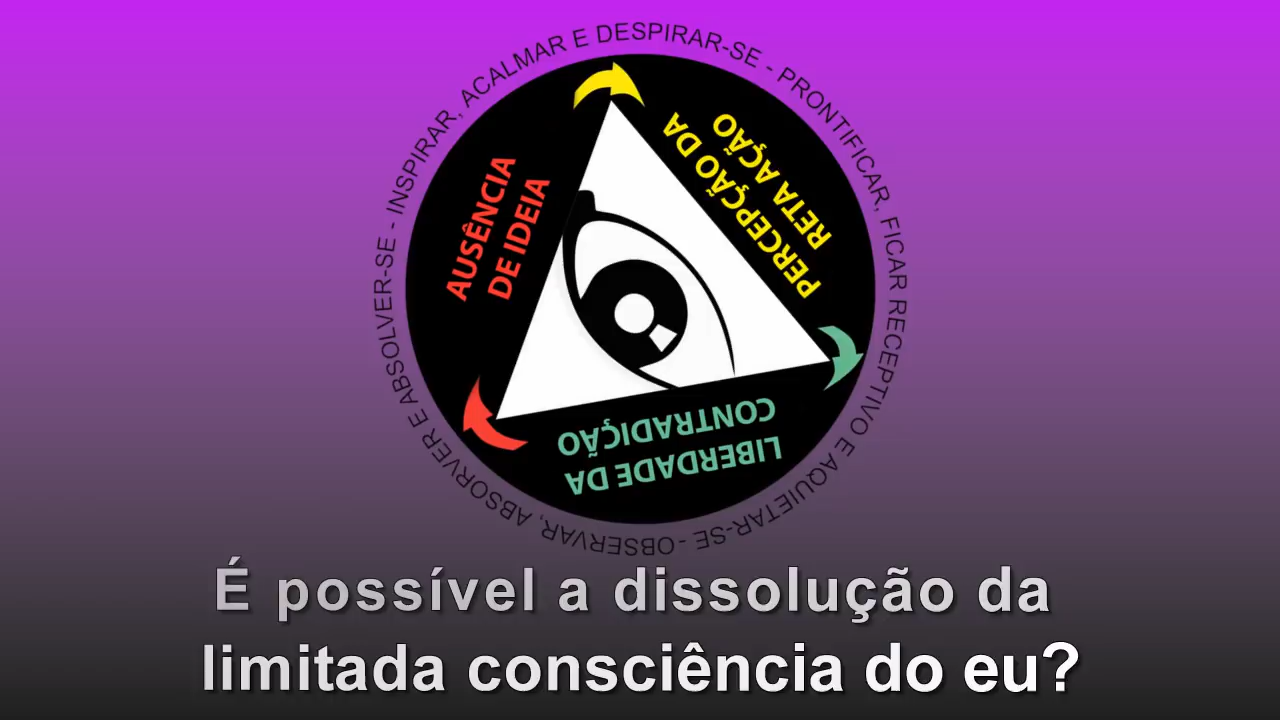 INSPIRAR, ACALMAR E DESPIRAR-SE - PRONTIFICAR, FICAR RECEPTIVO E AQUIETAR-SE - OBSERVAR, ABSORVER E ABSOLVER-SE -
AUSÊNCIA
DE IDEIA
PERCEPÇÃO DA
RETA AÇÃO
LIBERDADE DA
CONTRADIÇÃO
É possível a dissolução da
limitada consciência do eu?